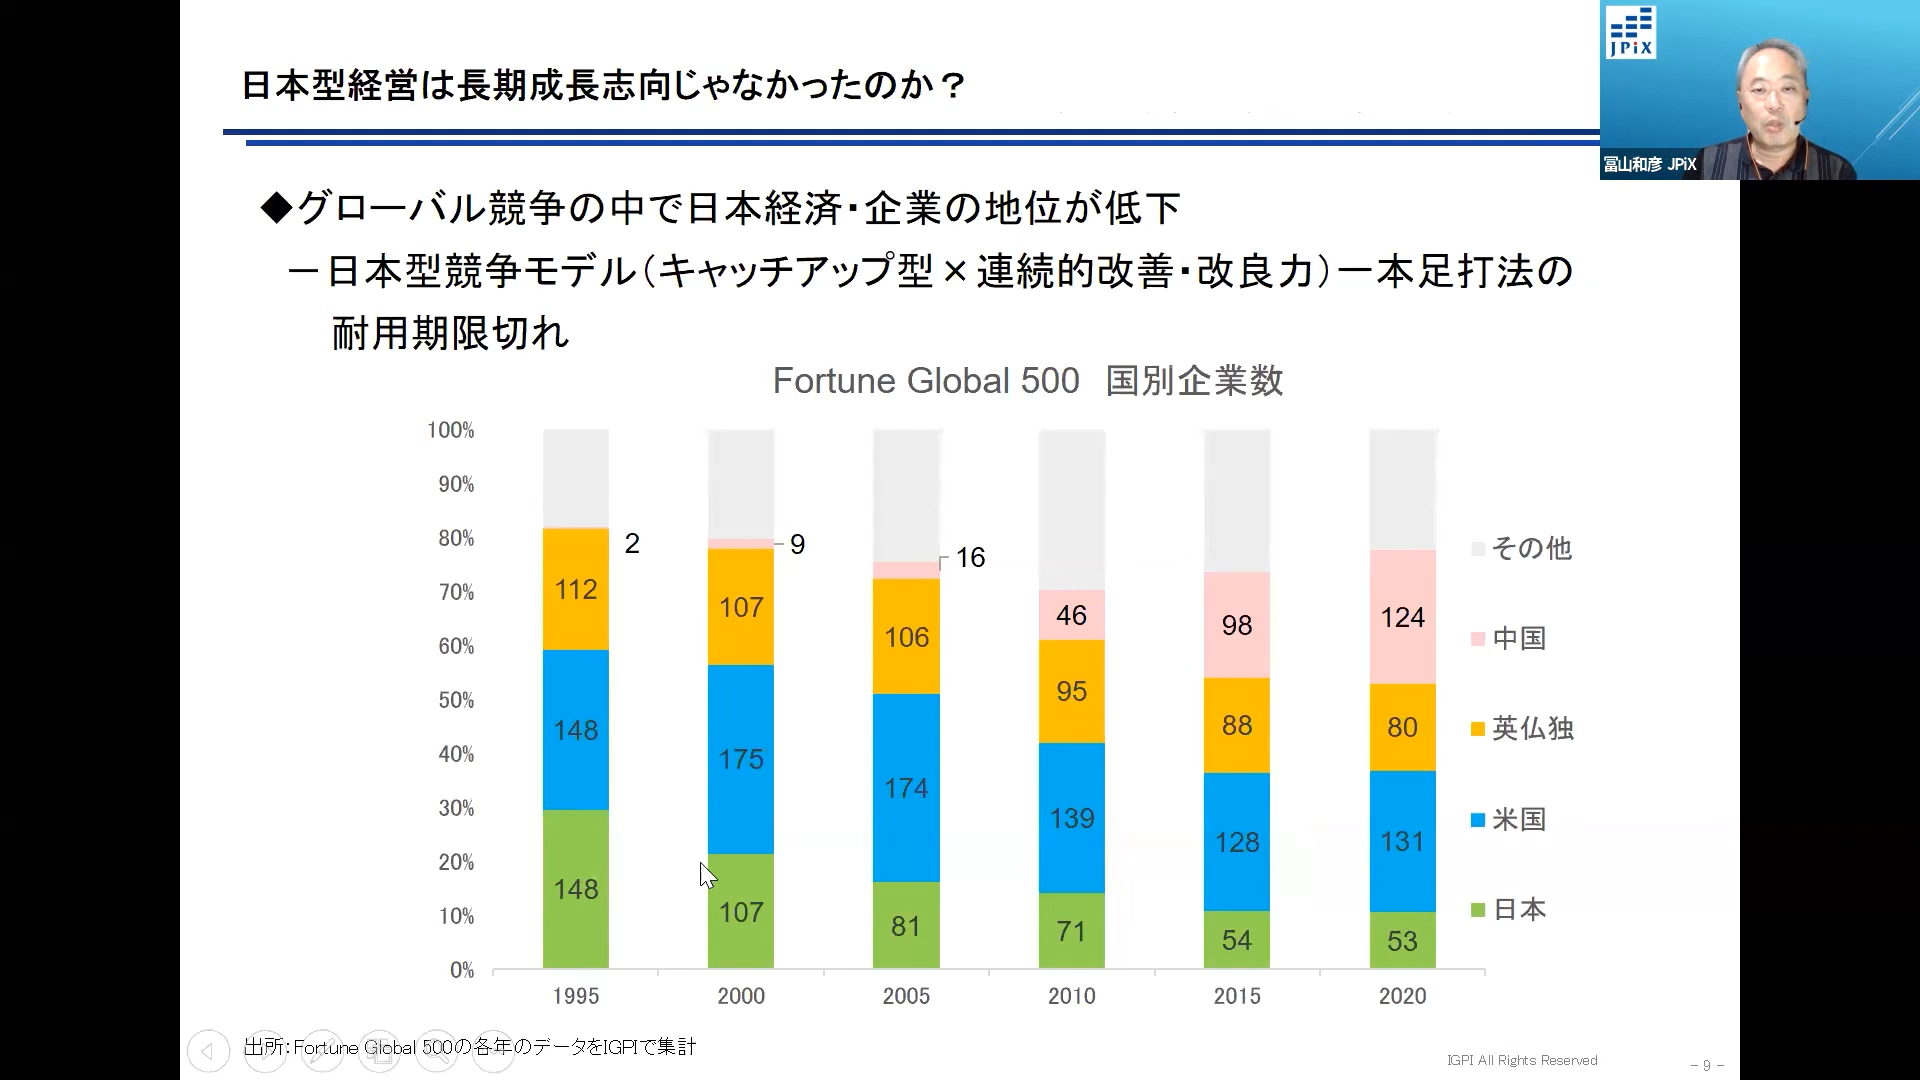 日本型経営は長期成長志向じゃなかったのか？
JPiX
冨山和彦 JPiX
◆グローバル競争の中で日本経済・企業の地位が低下
－日本型競争モデル（キャッチアップ型×連続的改善・改良力）一本足打法の
耐用期限切れ
Fortune Global 500 国別企業数
100%
90%
80%
70%
60%
50%
40%
30%
20%
10%
0%
2
112
148
148
9
107
175
107
16
106
174
81
46
95
139
71
98
88
128
54
124
80
131
53
その他
中国
英仏独
米国
日本
1995 2000 2005 2010 2015 2020
出所：Fortune Global 500の各年のデータをIGPIで集計
IGPI All Rights Reserved
– 9 –